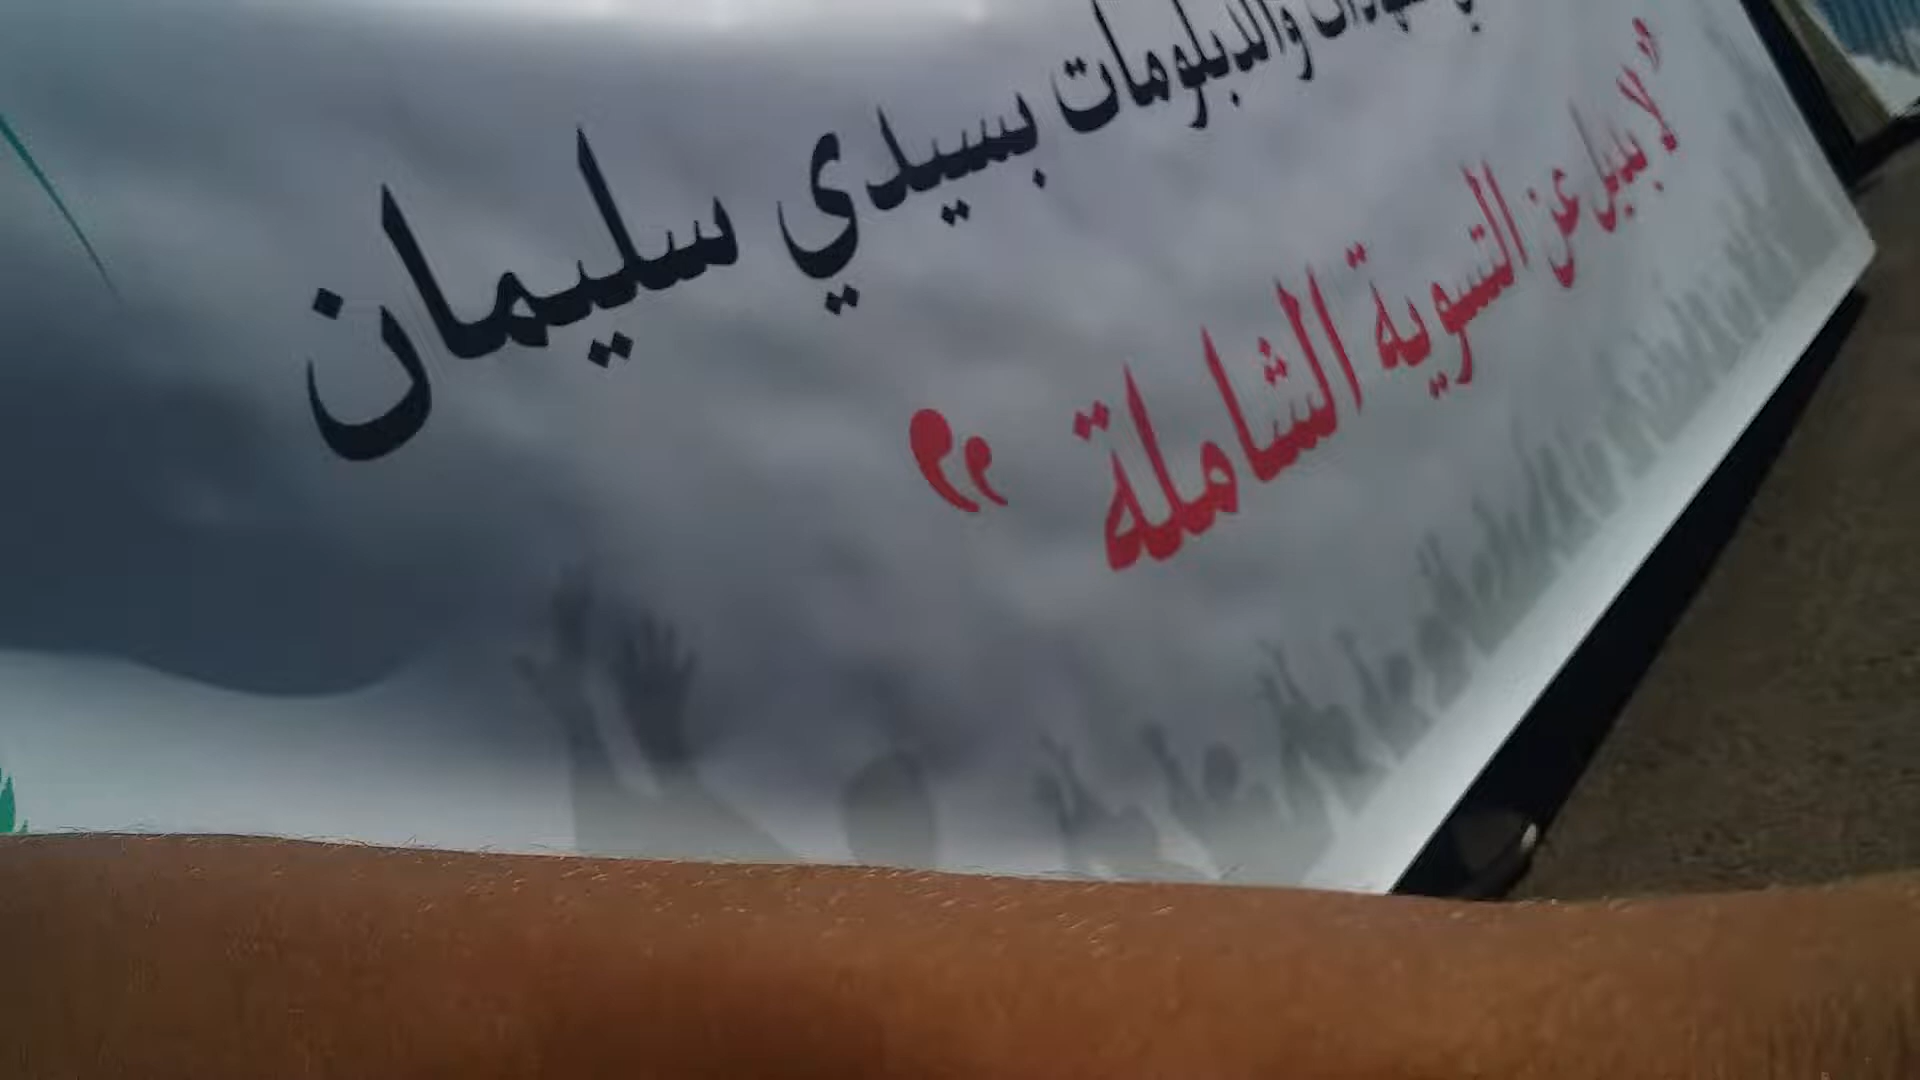 والدبلومات بسيدي سليمان
"لا بديل عن التسوية الشاملة "